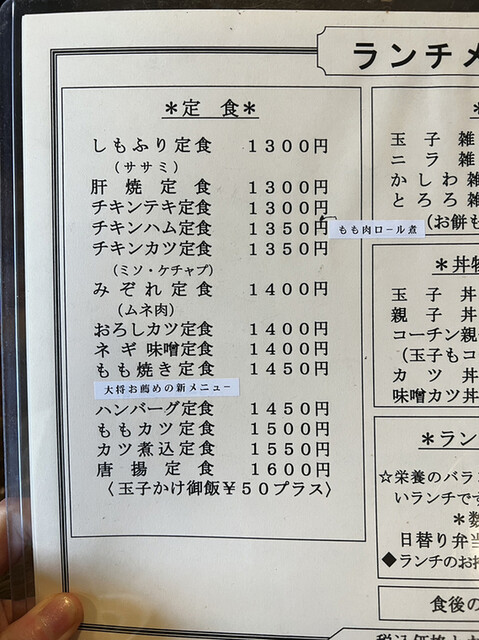 ランチメ
＊定 食＊
しもふり定食 １３００円
（ササミ）
肝焼定食 １３００円
チキンテキ定食 １３００円
チキンハム定食 １３５０円
もも肉ロール煮
チキンカツ定食 １３５０円
（ミソ・ケチャプ）
みぞれ定食 １４００円
（ムネ肉）
おろしカツ定食 １４００円
ネギ味噌定食 １４００円
もも焼き定食 １４５０円
大将お薦めの新メニュー
ハンバーグ定食 １４５０円
ももカツ定食 １５００円
カツ煮込定食 １５５０円
唐揚定食 １６００円
〈玉子かけ御飯￥５０プラス〉
玉子雑
ニラ雑
かしわ雑
とろろ雑
（お餅も
＊丼物
玉子丼
親子丼
コーチン親
（玉子もコ
カツ丼
味噌カツ丼
＊ラン
☆栄養のバラ
いランチです
＊数
日替り弁当
◆ランチのお持
食後の